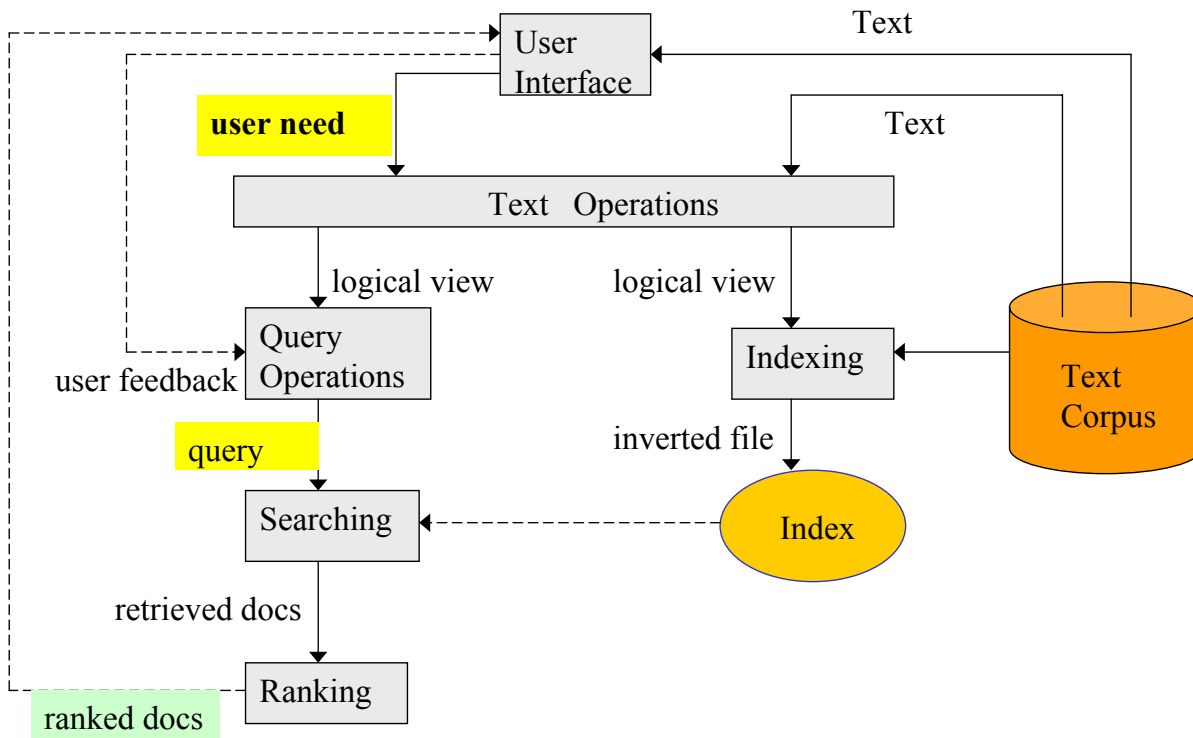 User
Interface
Text
user need
Text
Text Operations
logical view
logical view
Query
Operations
Indexing
user feedback
Text
Corpus
query
inverted file
Searching
Index
retrieved docs
Ranking
ranked docs